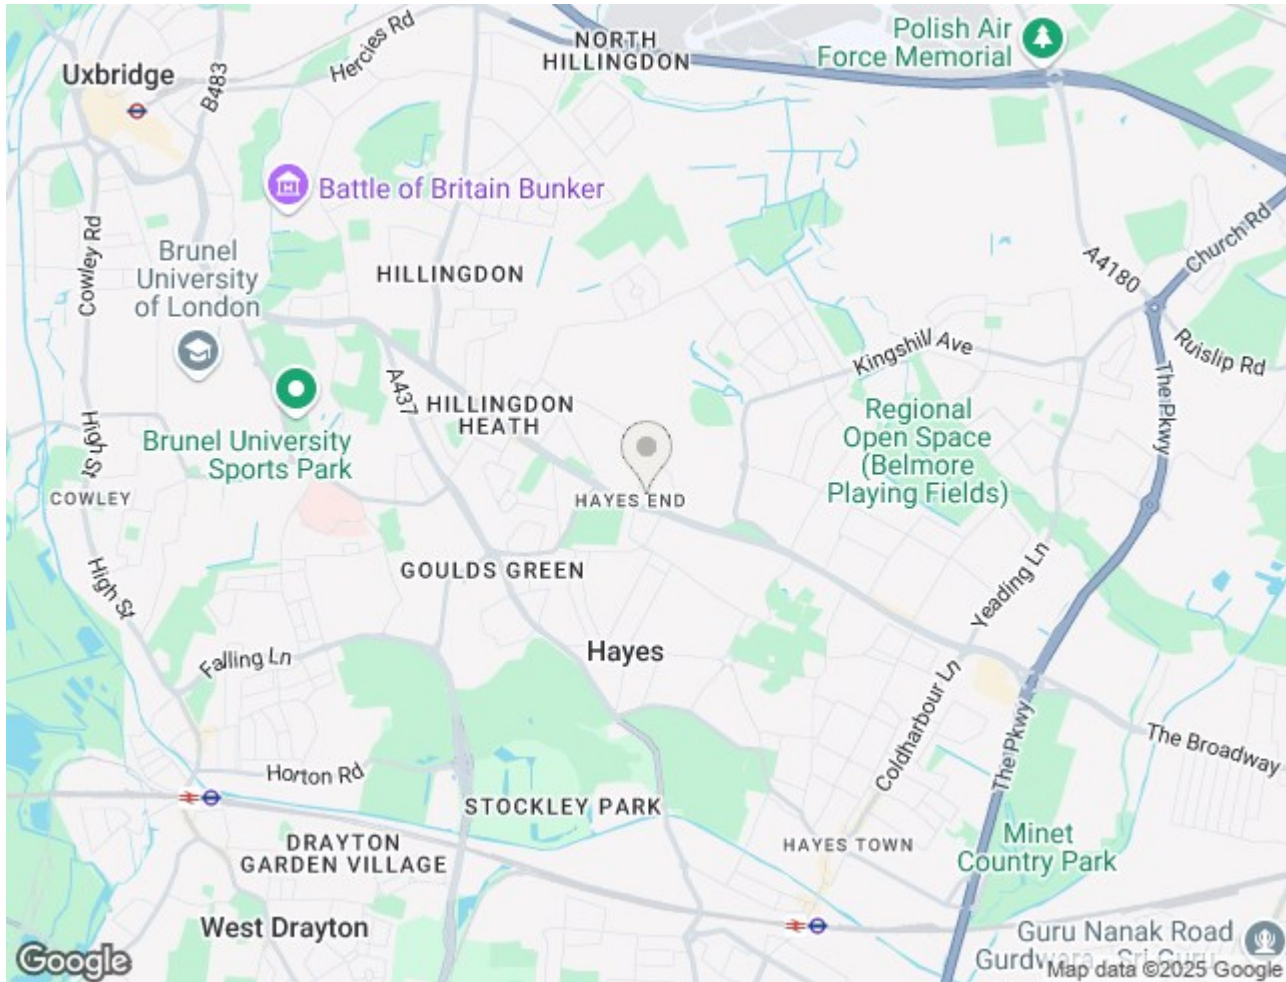 Polish Air
Force Memorial
NORTH
HILLINGDON
Hercies Rd
Uxbridge
B483
Battle of Britain Bunker
Church Rd
Cowley Rd
Brunel
University
of London
HILLINGDON
A4180
Kingshill Ave
Ruislip Rd
The Pkwy
A437
HILLINGDON
HEATH
Regional
Open Space
(Belmore
Playing Fields)
High St
Brunel University
Sports Park
COWLEY
HAYES END
High St
GOULDS GREEN
Yeading Ln
Falling Ln
Hayes
Coldharbour Ln
The Pkwy
The Broadway
Horton Rd
STOCKLEY PARK
DRAYTON
GARDEN VILLAGE
HAYES TOWN
Minet
Country Park
West Drayton
Guru Nanak Road
Gurdwara - Sri Guru
Google
Map data ©2025 Google